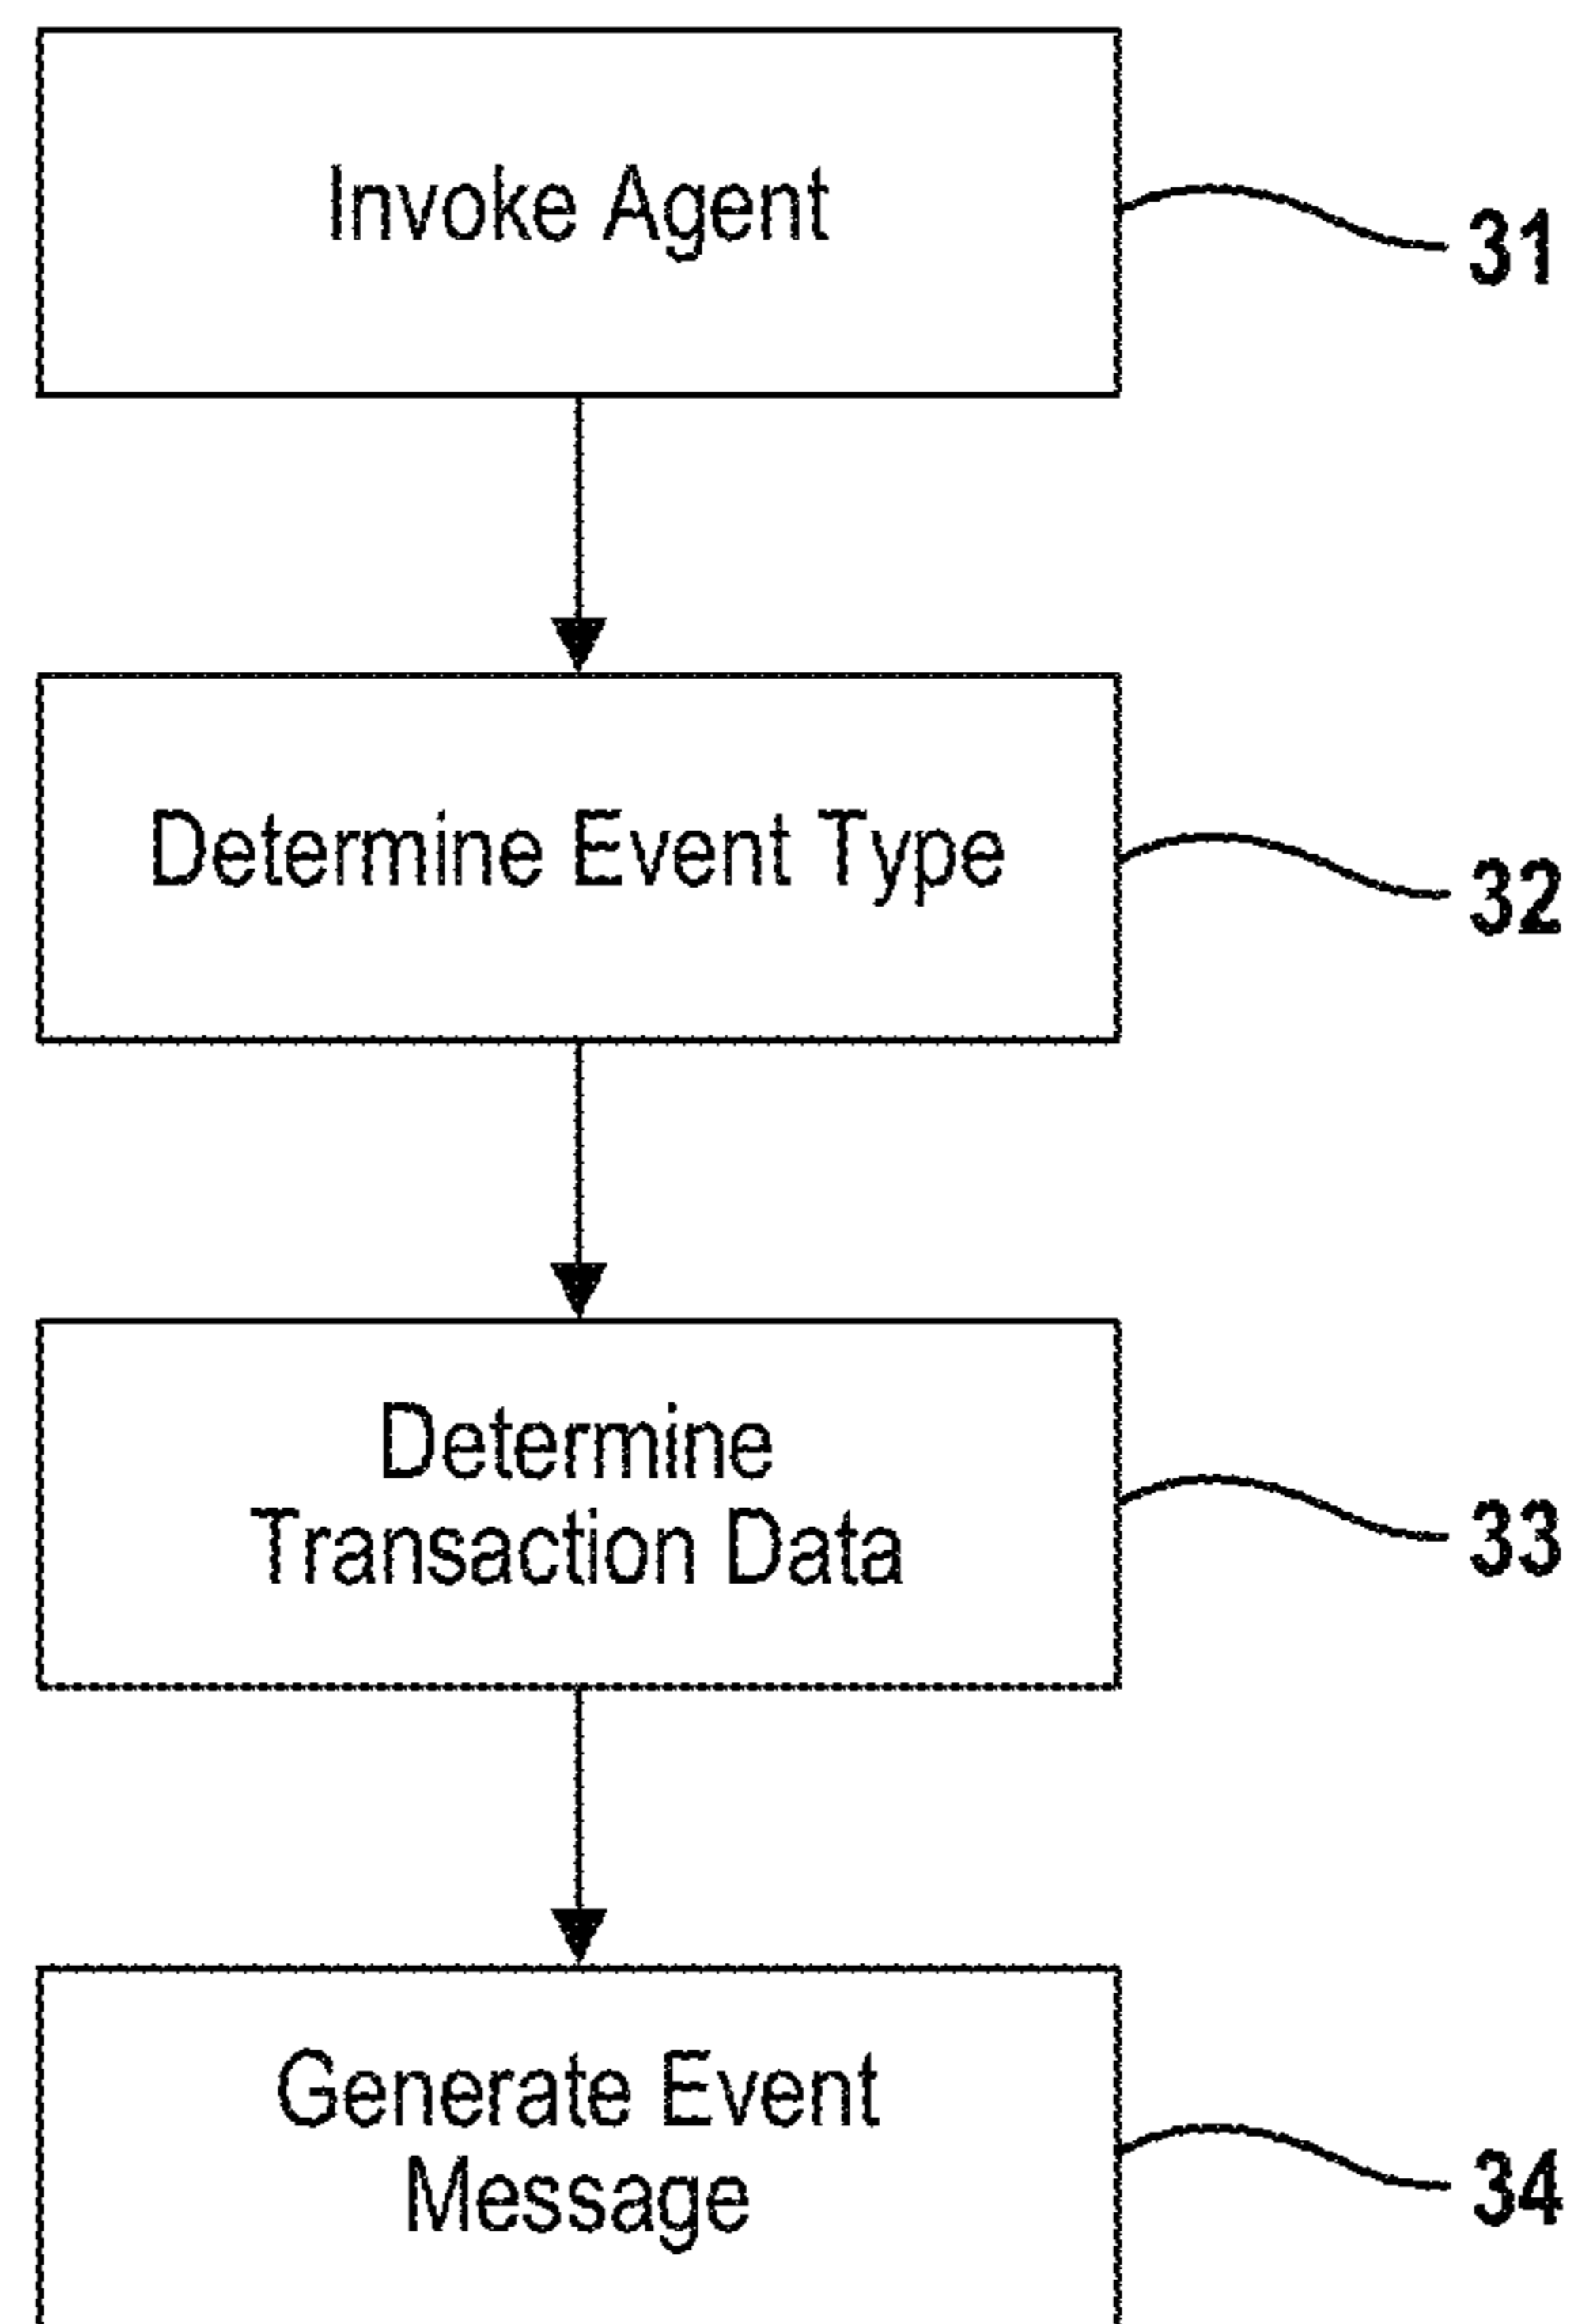 Invoke Agent
31
Determine Event Type
32
Determine
Transaction Data
33
Generate Event
Message
34